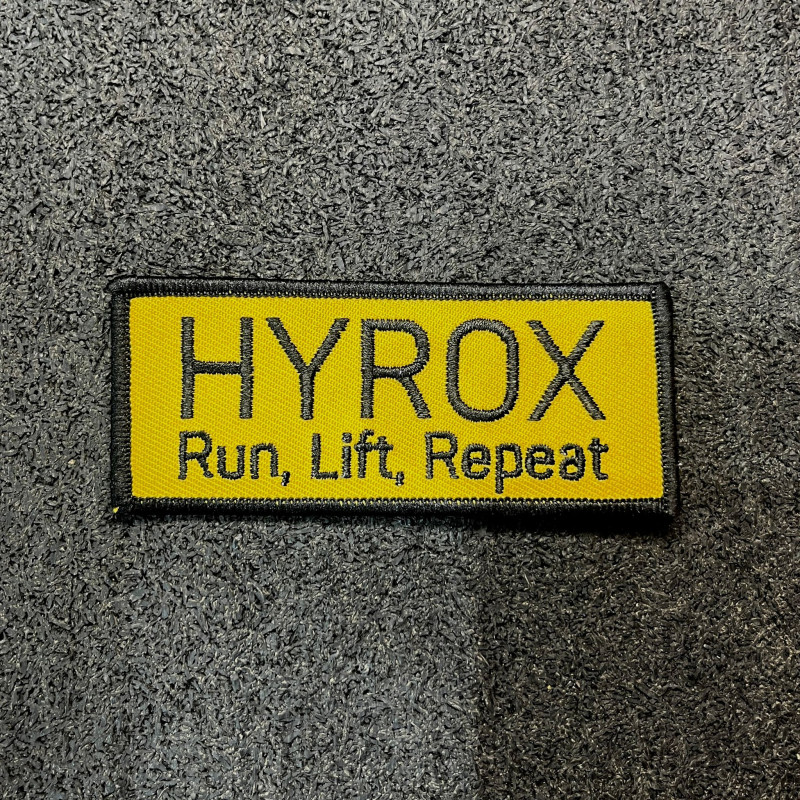 HYROX
Run, Lift, Repeat